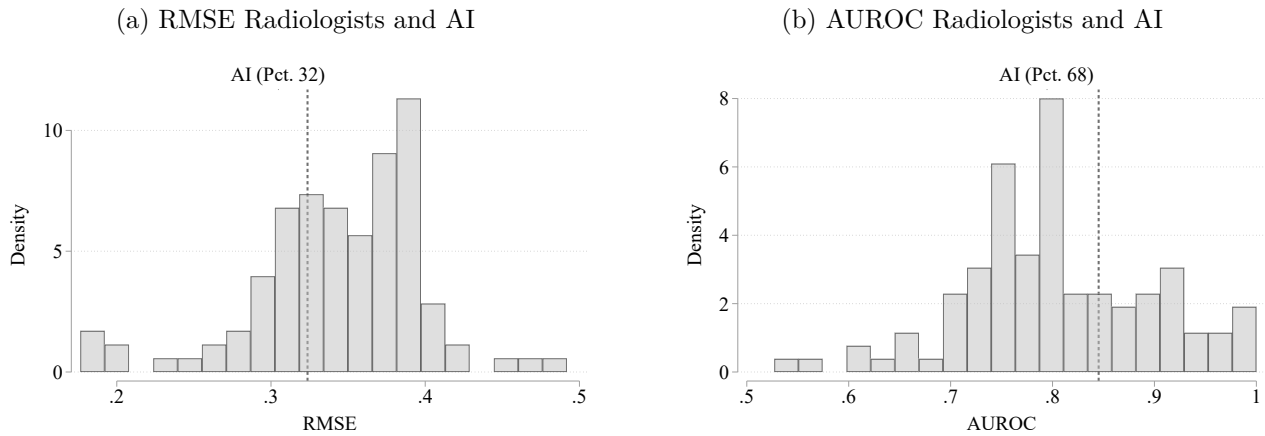 (a) RMSE Radiologists and AI
AI (Pct. 32)
10
5
0
Density
.2 .3 .4 .5
RMSE
(b) AUROC Radiologists and AI
AI (Pct. 68)
8
6
4
2
0
Density
.5 .6 .7 .8 .9 1
AUROC